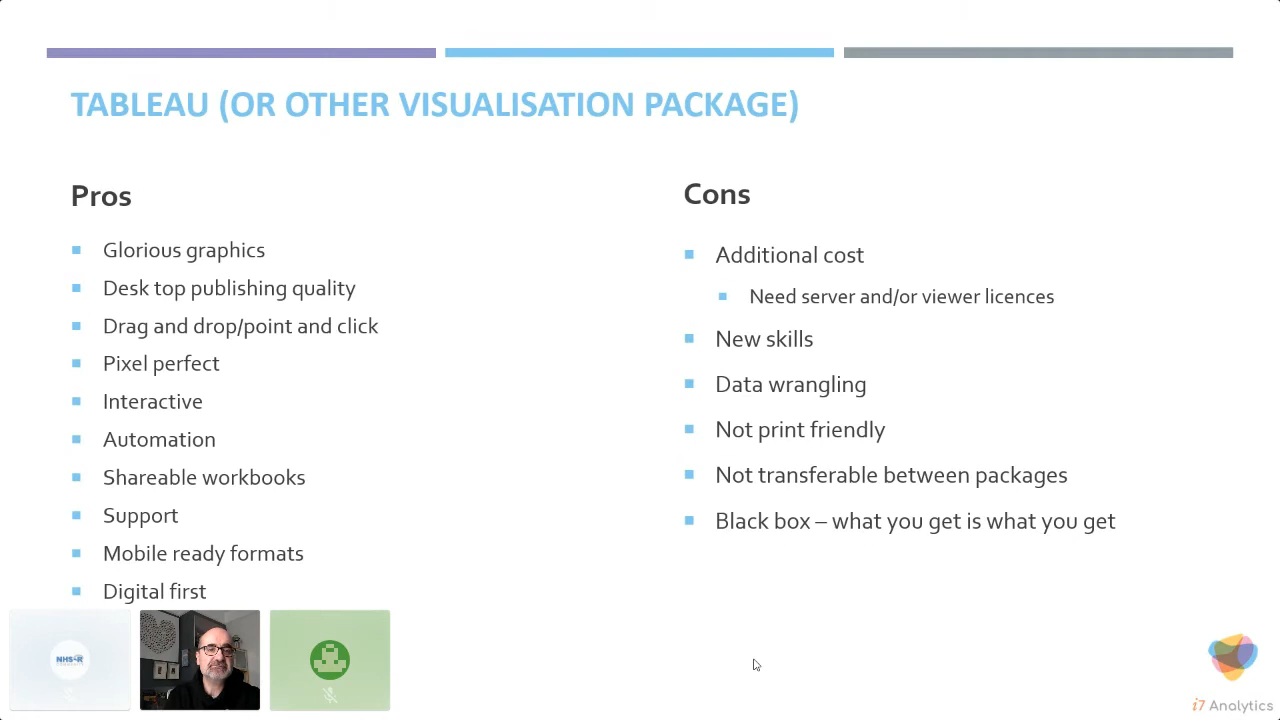 TABLEAU (OR OTHER VISUALISATION PACKAGE)
Pros
Glorious graphics
Desk top publishing quality
Drag and drop/point and click
Pixel perfect
Interactive
Automation
Shareable workbooks
Support
Mobile ready formats
Digital first
Cons
Additional cost
Need server and/or viewer licences
New skills
Data wrangling
Not print friendly
Not transferable between packages
Black box – what you get is what you get
NHS-R
i7 Analytics